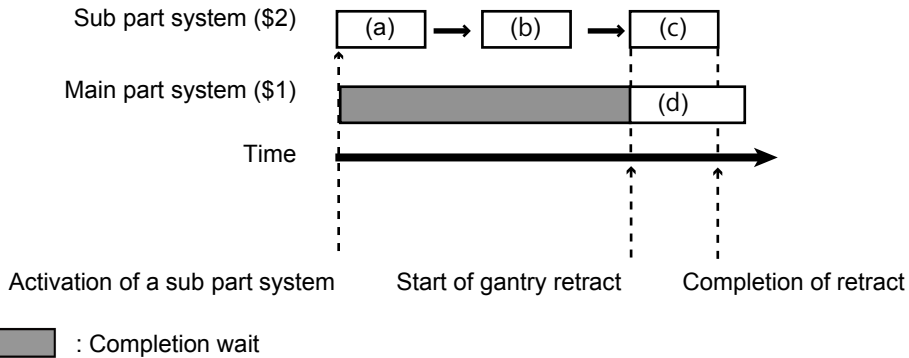 Sub part system ($2)
(a)
(b)
(c)
Main part system ($1)
(d)
Time
Activation of a sub part system
Start of gantry retract
Completion of retract
: Completion wait